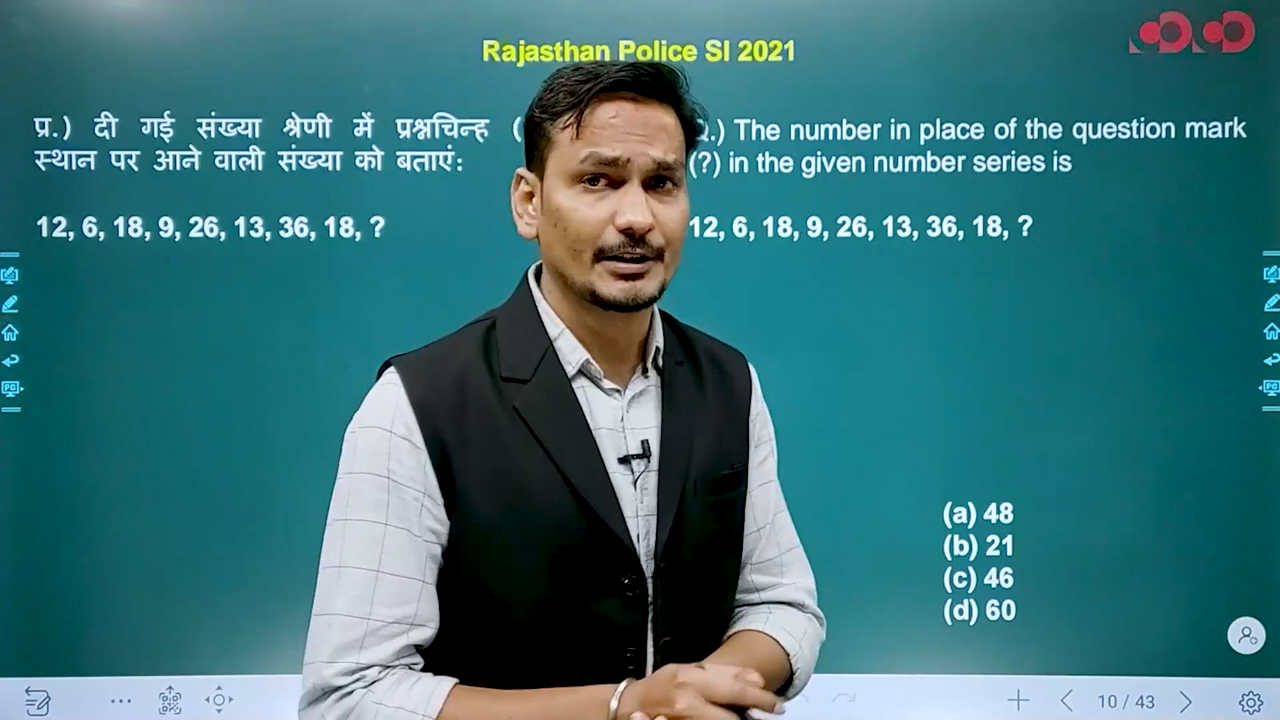 Rajasthan Police SI 2021
प्र.) दी गई संख्या श्रेणी में प्रश्नचिन्ह (
स्थान पर आने वाली संख्या को बताएं:
12, 6, 18, 9, 26, 13, 36, 18, ?
.) The number in place of the question mark
(?) in the given number series is
12, 6, 18, 9, 26, 13, 36, 18, ?
(a) 48
(b) 21
(c) 46
(d) 60
10 / 43